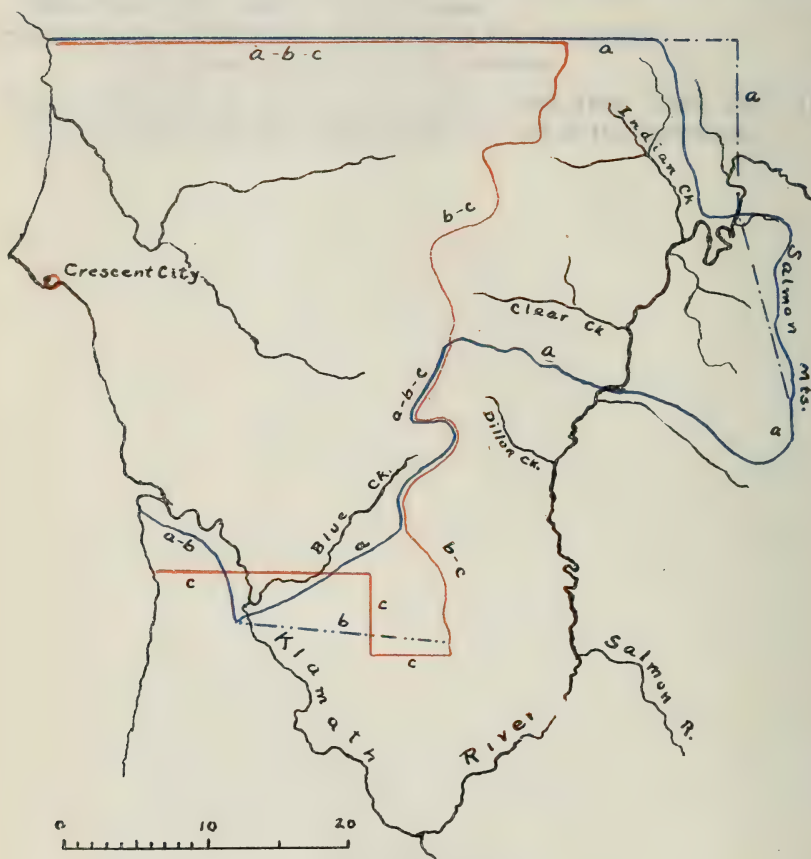 a-b-c
a
a
Indian Ck
b-c
Crescent City
Salmon Mts.
Clear Ck
a
a-b-c
a
Dillon Ck.
Blue Ck.
a
b-c
a-b
c
c
b
c
Klamath River
Salmon R.
0 10 20